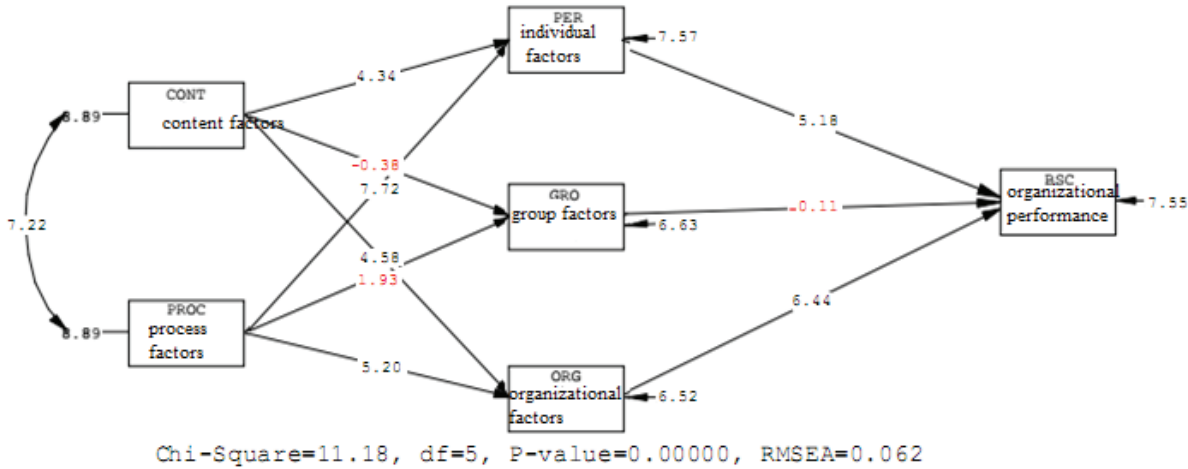 PER
individual
factors
7.57
4.34
CONT
content factors
8.89
5.18
-0.38
7.72
GRO
group factors
6.63
-0.11
RSC
organizational
performance
7.55
7.22
4.58
1.93
PROC
process
factors
8.89
6.44
5.20
ORG
organizational
factors
6.52
Chi-Square=11.18, df=5, P-value=0.00000, RMSEA=0.062